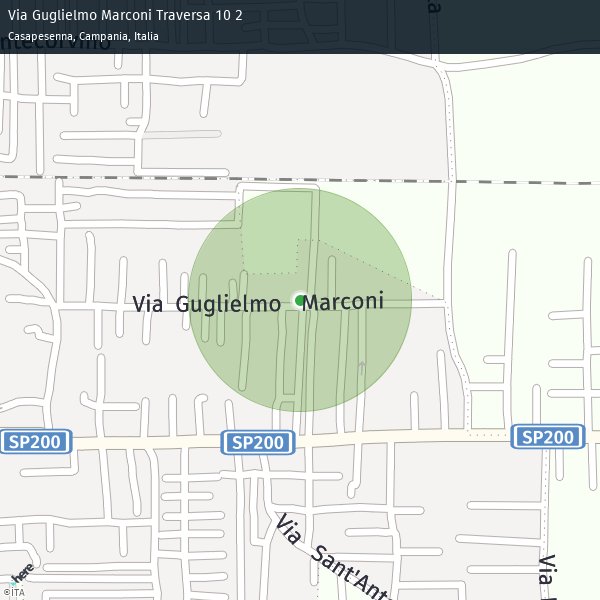 Via Guglielmo Marconi Traversa 10 2
Casapesenna, Campania, Italia
ntecorvino
a
Via Guglielmo Marconi
SP200
SP200
SP200
Via Sant'Ant
Via
here
©ITA